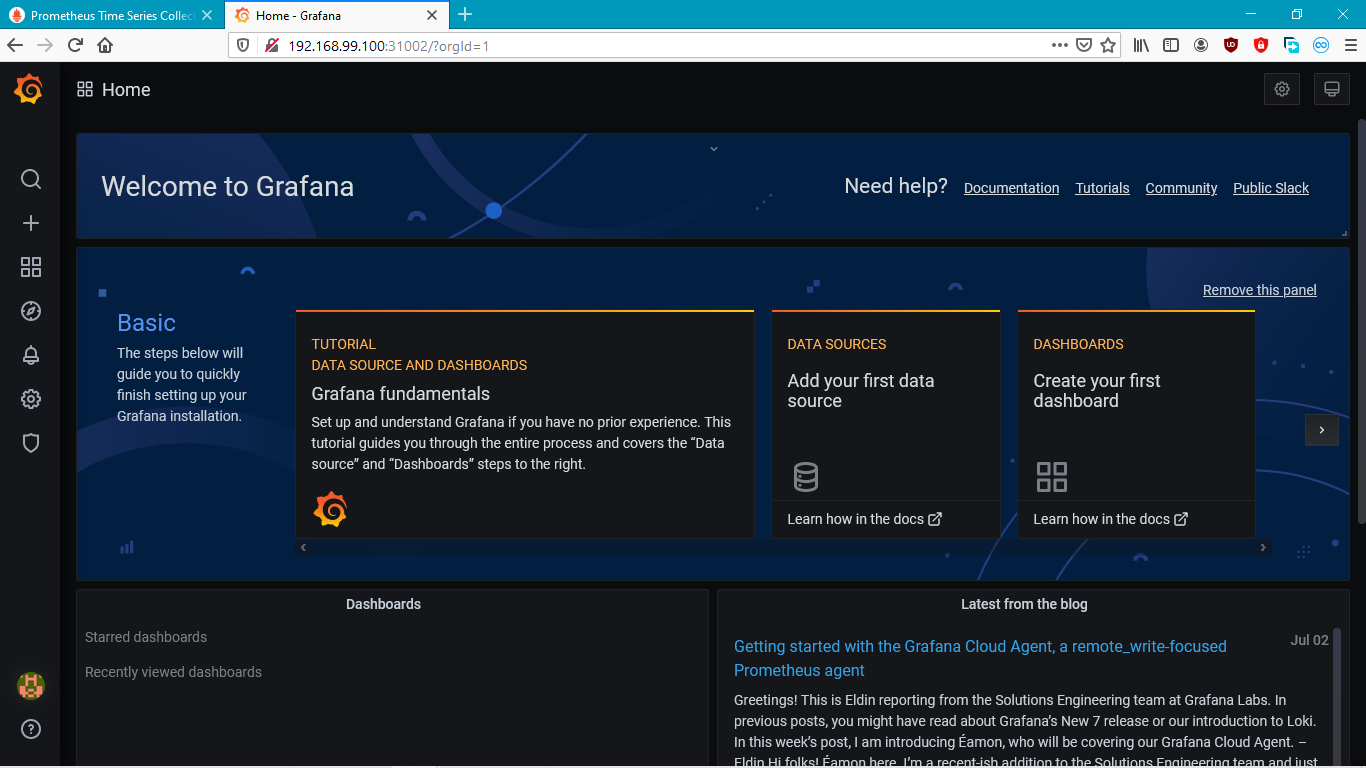 Prometheus Time Series Collec
Home - Grafana
192.168.99.100:31002/?orgId=1
Home
Welcome to Grafana
Need help?
Documentation
Tutorials
Community
Public Slack
Remove this panel
Basic
The steps below will
guide you to quickly
finish setting up your
Grafana installation.
TUTORIAL
DATA SOURCE AND DASHBOARDS
Grafana fundamentals
Set up and understand Grafana if you have no prior experience. This
tutorial guides you through the entire process and covers the “Data
source” and “Dashboards” steps to the right.
DATA SOURCES
Add your first data
source
Learn how in the docs
DASHBOARDS
Create your first
dashboard
Learn how in the docs
Dashboards
Starred dashboards
Recently viewed dashboards
Latest from the blog
Jul 02
Getting started with the Grafana Cloud Agent, a remote_write-focused
Prometheus agent
Greetings! This is Eldin reporting from the Solutions Engineering team at Grafana Labs. In
previous posts, you might have read about Grafana’s New 7 release or our introduction to Loki.
In this week’s post, I am introducing Éamon, who will be covering our Grafana Cloud Agent. –
Eldin Hi folks! Éamon here. I’m a recent-ish addition to the Solutions Engineering team and just